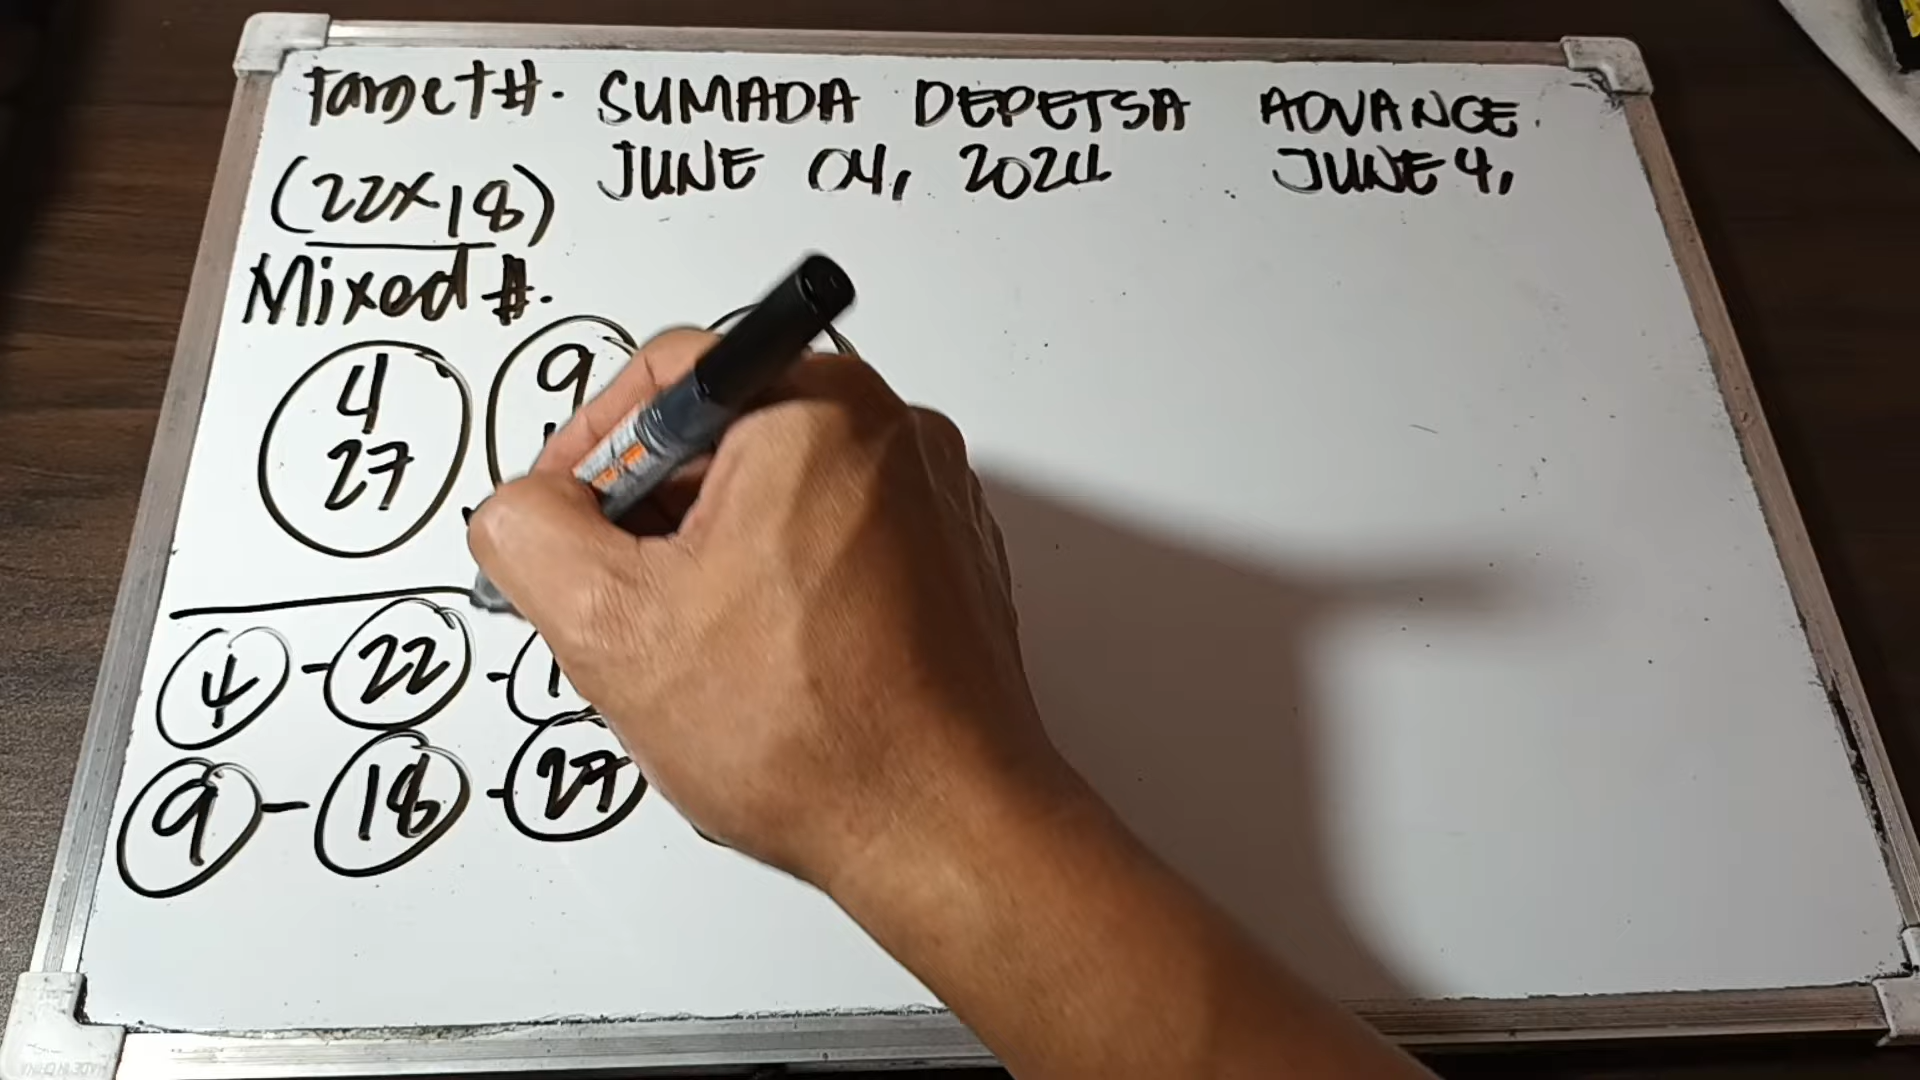 Target#. SUMADA DEPETSA ADVANCE.
(22x18) JUNE 04, 2024 JUNE 4,
Mixed #.
4 9
27
4 - 22 -
9 - 18 - 27